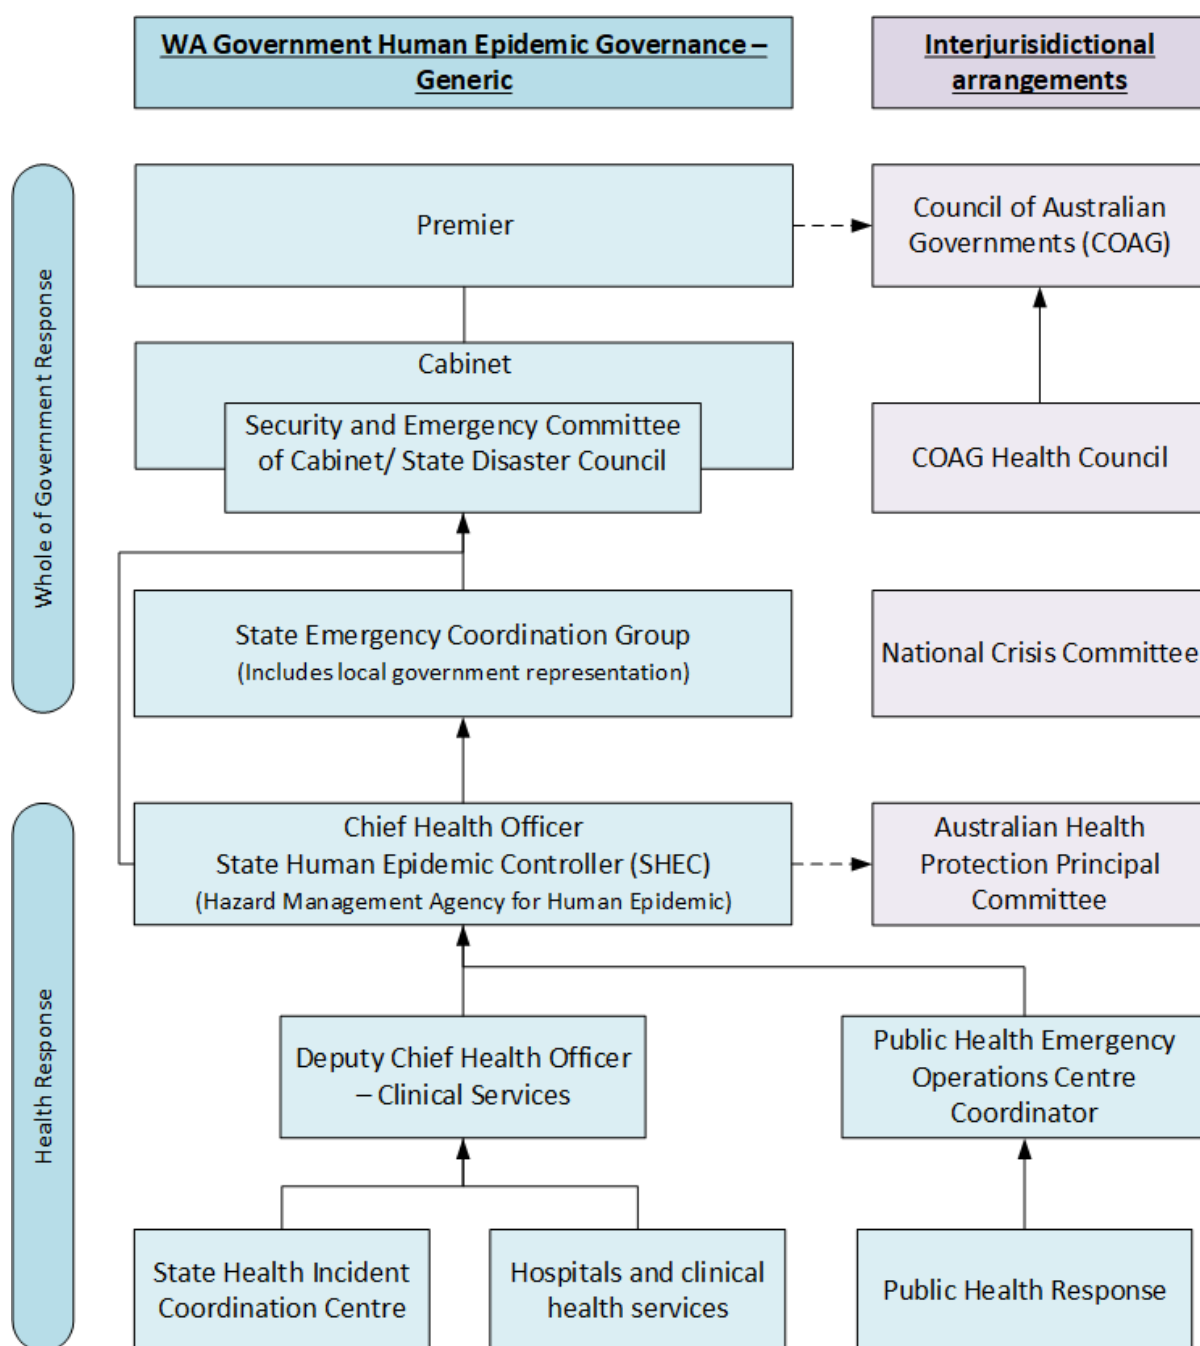 WA Government Human Epidemic Governance –
Generic
Interjurisidictional
arrangements
Whole of Government Response
Premier
Council of Australian
Governments (COAG)
Cabinet
Security and Emergency Committee
of Cabinet/ State Disaster Council
COAG Health Council
State Emergency Coordination Group
(Includes local government representation)
National Crisis Committee
Health Response
Chief Health Officer
State Human Epidemic Controller (SHEC)
(Hazard Management Agency for Human Epidemic)
Australian Health
Protection Principal
Committee
Deputy Chief Health Officer
– Clinical Services
Public Health Emergency
Operations Centre
Coordinator
State Health Incident
Coordination Centre
Hospitals and clinical
health services
Public Health Response